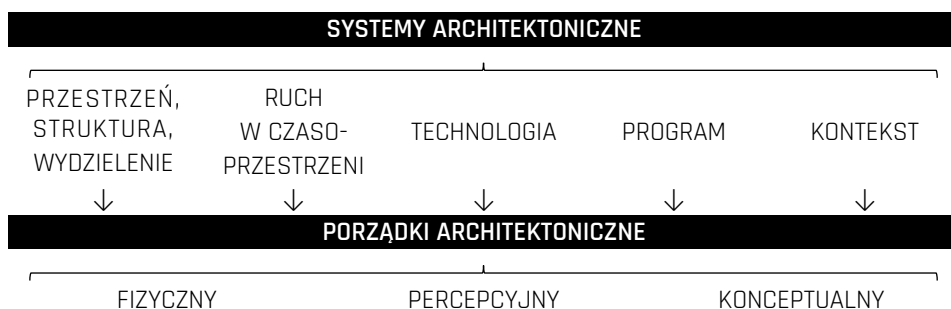 SYSTEMY ARCHITEKTONICZNE
PRZESTRZEŃ,
STRUKTURA,
WYDZIELENIE
RUCH
W CZASO-
PRZESTRZENI
TECHNOLOGIA
PROGRAM
KONTEKST
PORZĄDKI ARCHITEKTONICZNE
FIZYCZNY
PERCEPCYJNY
KONCEPTUALNY